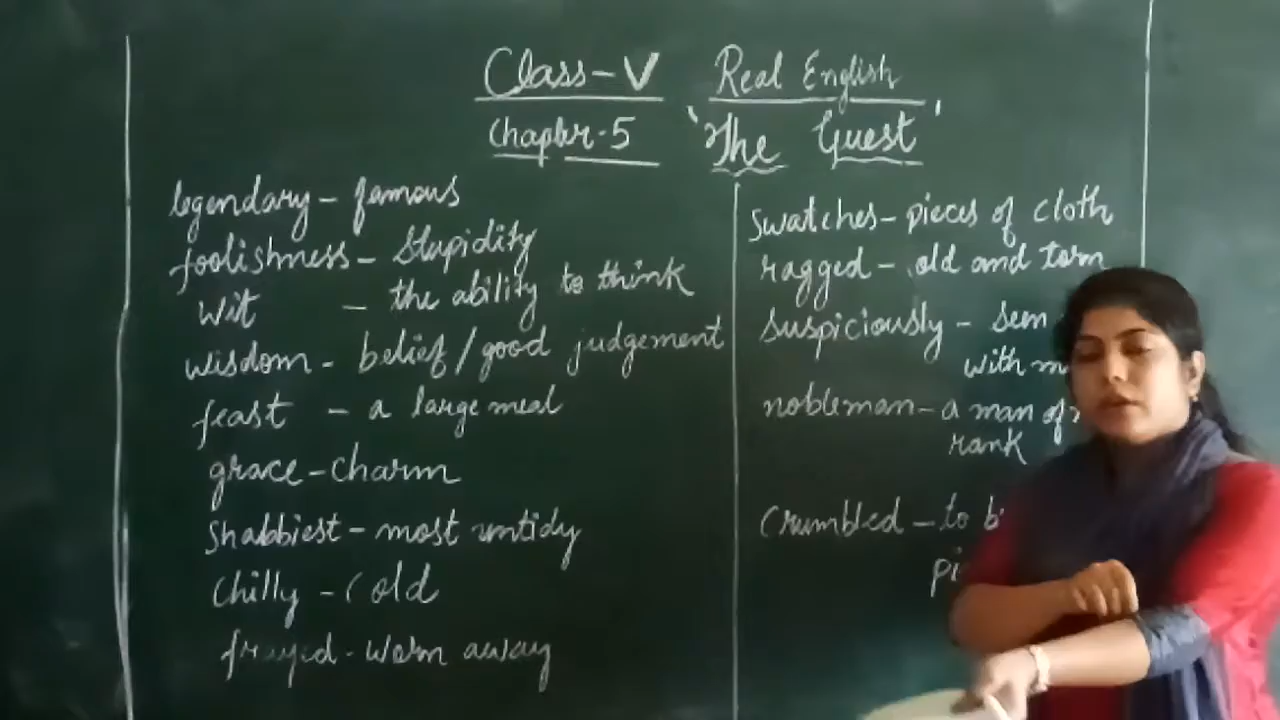 Class-V Real English
Chapter-5 'The Guest'
legendary - famous
foolishness - Stupidity
Wit - the ability to think
wisdom - belief/good judgement
feast - a large meal
grace - Charm
Shabbiest - most untidy
Chilly - Cold
frayed - Worn away
Swatches - pieces of cloth
ragged - old and torn
Suspiciously -
with
nobleman - a man of
rank
Crumbled - to